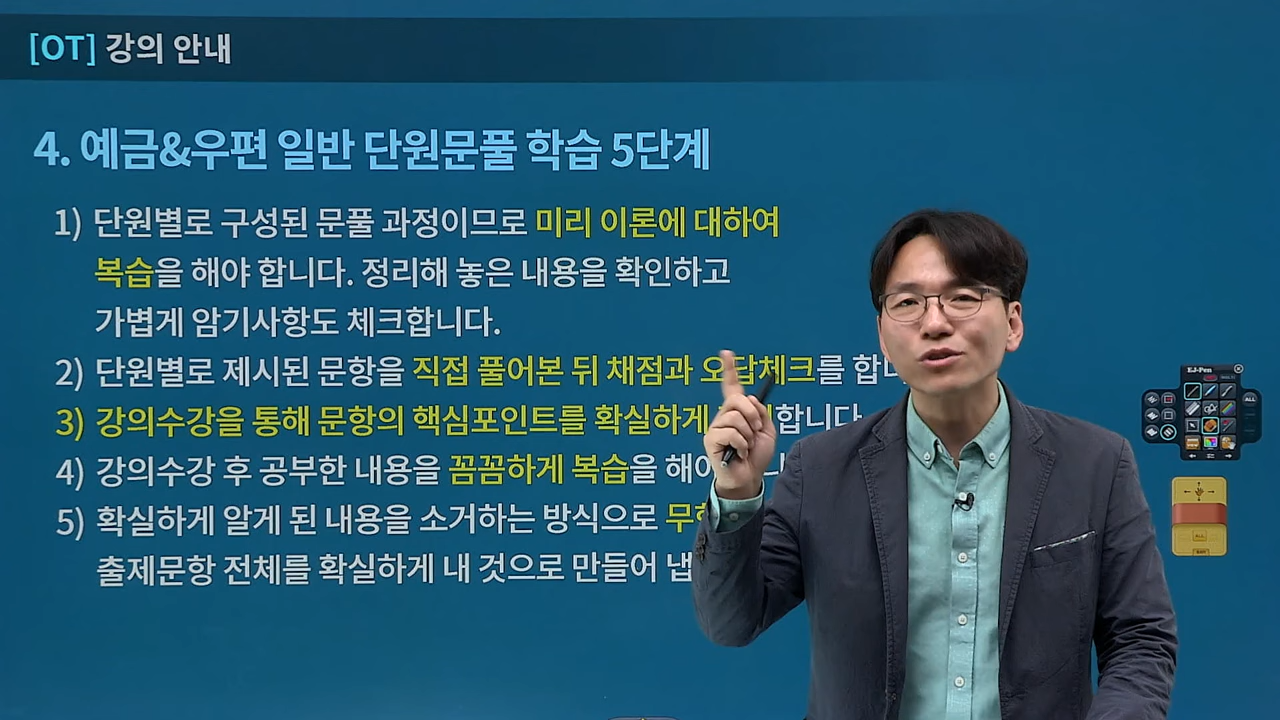 [OT] 강의 안내
4. 예금&우편 일반 단원문풀 학습 5단계
1) 단원별로 구성된 문풀 과정이므로 미리 이론에 대하여
복습을 해야 합니다. 정리해 놓은 내용을 확인하고
가볍게 암기사항도 체크합니다.
2) 단원별로 제시된 문항을 직접 풀어본 뒤 채점과 오답체크를
3) 강의수강을 통해 문항의 핵심포인트를 확실하게
4) 강의수강 후 공부한 내용을 꼼꼼하게 복습을
5) 확실하게 알게 된 내용을 소거하는 방식으로
출제문항 전체를 확실하게 내 것으로 만들어
EJ-Pen
ALL